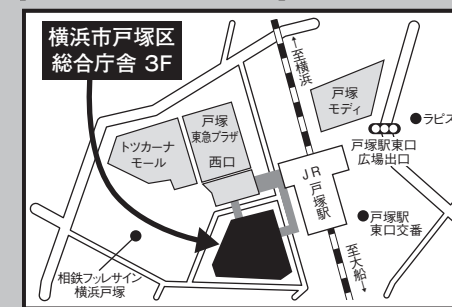 横浜市戸塚区
総合庁舎 3F
←至横浜
戸塚
モディ
●ラピス
戸塚駅東口
広場出口
戸塚
東急プラザ
西口
トツカーナ
モール
JR戸塚駅
●戸塚駅
東口交番
至大船→
相鉄フレッサイン
横浜戸塚